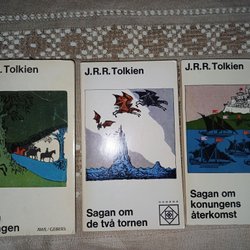 . Tolkien
gen
AWE/GEBERS
J.R.R. Tolkien
Sagan om
de två tornen
J.R.R. Tolkien
Sagan om
konungens
återkomst